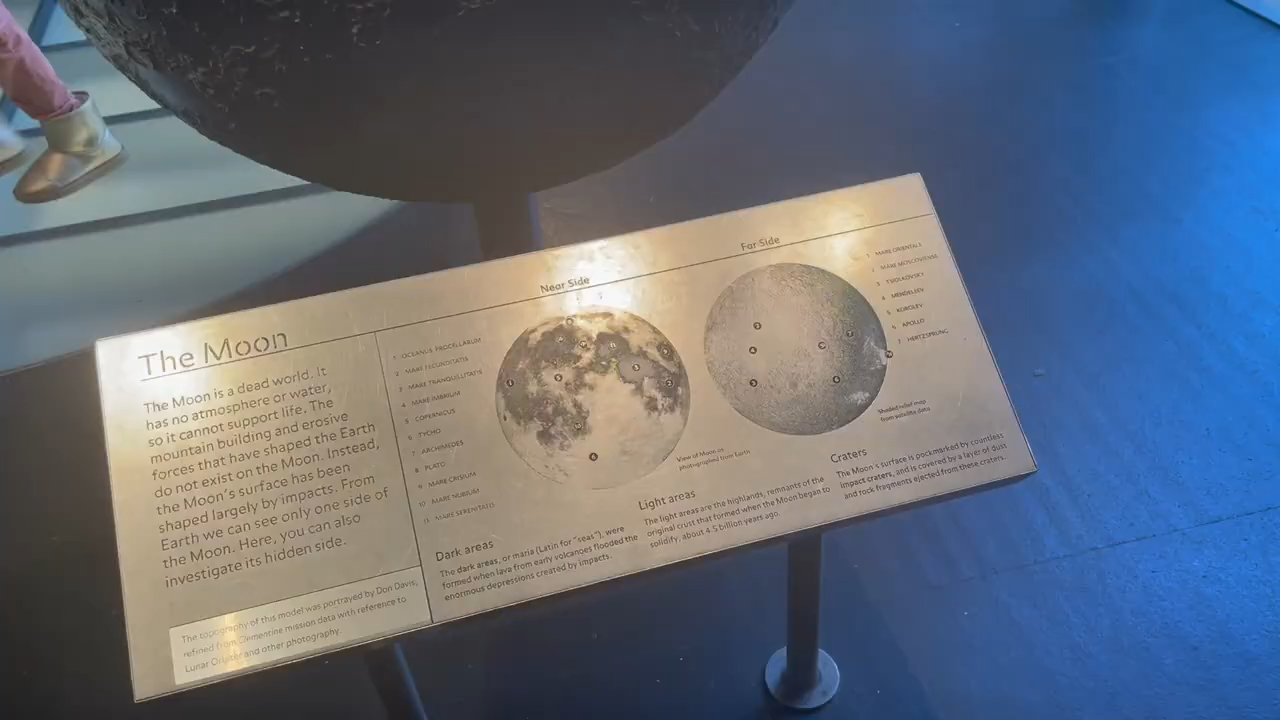 The Moon
The Moon is a dead world. It
has no atmosphere or water,
so it cannot support life. The
mountain building and erosive
forces that have shaped the Earth
do not exist on the Moon. Instead,
the Moon's surface has been
shaped largely by impacts. From
Earth we can see only one side of
the Moon. Here, you can also
investigate its hidden side.
The topography of this model was portrayed by Don Davis,
refined from Clementine mission data with reference to
Lunar Orbiter and other photography.
Near Side
1 OCEANUS PROCELLARUM
2 MARE FECUNDITATIS
3 MARE TRANQUILLITATIS
4 MARE IMBRIUM
5 COPERNICUS
6 TYCHO
7 ARCHIMEDES
8 PLATO
9 MARE CRISIUM
10 MARE NUBIUM
11 MARE SERENITATIS
View of Moon as
photographed from Earth
Dark areas
The dark areas, or maria (Latin for "seas"), were
formed when lava from early volcanoes flooded the
enormous depressions created by impacts.
Light areas
The light areas are the highlands, remnants of the
original crust that formed when the Moon began to
solidify, about 4.5 billion years ago.
Far Side
1 MARE ORIENTALE
2 MARE MOSCOVIENSE
3 TSIOLKOVSKY
4 MENDELEEV
5 KOROLEV
6 APOLLO
7 HERTZSPRUNG
Shaded relief map
from satellite data
Craters
The Moon's surface is pockmarked by countless
impact craters, and is covered by a layer of dust
and rock fragments ejected from these craters.